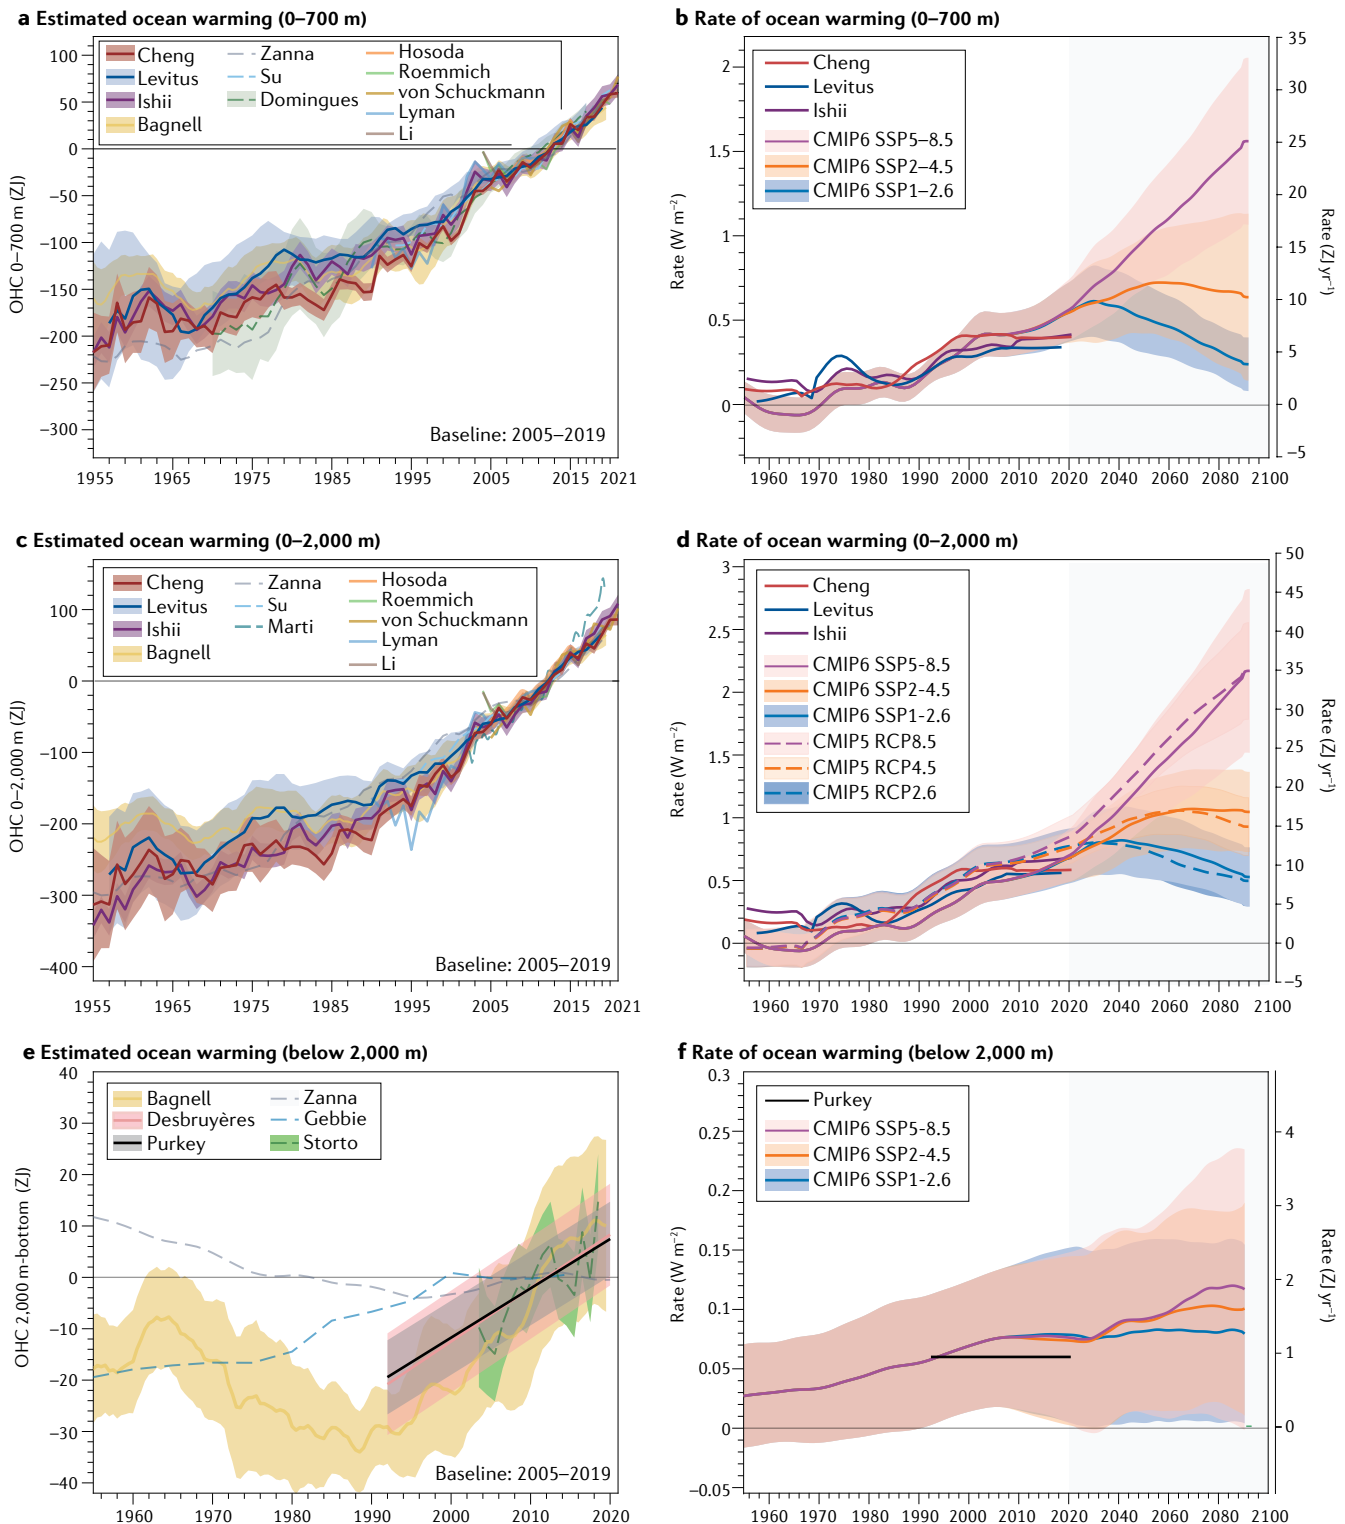 a Estimated ocean warming (0–700 m)
OHC 0–700 m (ZJ)
100
50
0
−50
−100
−150
−200
−250
−300
Cheng
Levitus
Ishii
Bagnell
Zanna
Su
Domingues
Hosoda
Roemmich
von Schuckmann
Lyman
Li
Baseline: 2005–2019
1955 1965 1975 1985 1995 2005 2015 2021
b Rate of ocean warming (0–700 m)
Rate (W m−2)
2
1.5
1
0.5
0
Cheng
Levitus
Ishii
CMIP6 SSP5–8.5
CMIP6 SSP2–4.5
CMIP6 SSP1–2.6
35
30
25
20
15
10
5
0
−5
Rate (ZJ yr−1)
1960 1970 1980 1990 2000 2010 2020 2040 2060 2080 2100
c Estimated ocean warming (0–2,000 m)
OHC 0–2,000 m (ZJ)
100
0
−100
−200
−300
−400
Cheng
Levitus
Ishii
Bagnell
Zanna
Su
Marti
Hosoda
Roemmich
von Schuckmann
Lyman
Li
Baseline: 2005–2019
1955 1965 1975 1985 1995 2005 2015 2021
d Rate of ocean warming (0–2,000 m)
Rate (W m−2)
3
2.5
2
1.5
1
0.5
0
Cheng
Levitus
Ishii
CMIP6 SSP5-8.5
CMIP6 SSP2-4.5
CMIP6 SSP1-2.6
CMIP5 RCP8.5
CMIP5 RCP4.5
CMIP5 RCP2.6
50
45
40
35
30
25
20
15
10
5
0
−5
Rate (ZJ yr−1)
1960 1970 1980 1990 2000 2010 2020 2040 2060 2080 2100
e Estimated ocean warming (below 2,000 m)
OHC 2,000 m-bottom (ZJ)
40
30
20
10
0
−10
−20
−30
−40
Bagnell
Desbruyères
Purkey
Zanna
Gebbie
Storto
Baseline: 2005–2019
1960 1970 1980 1990 2000 2010 2020
f Rate of ocean warming (below 2,000 m)
Rate (W m−2)
0.3
0.25
0.2
0.15
0.1
0.05
0
−0.05
Purkey
CMIP6 SSP5-8.5
CMIP6 SSP2-4.5
CMIP6 SSP1-2.6
4
3
2
1
0
Rate (ZJ yr−1)
1960 1970 1980 1990 2000 2010 2020 2040 2060 2080 2100